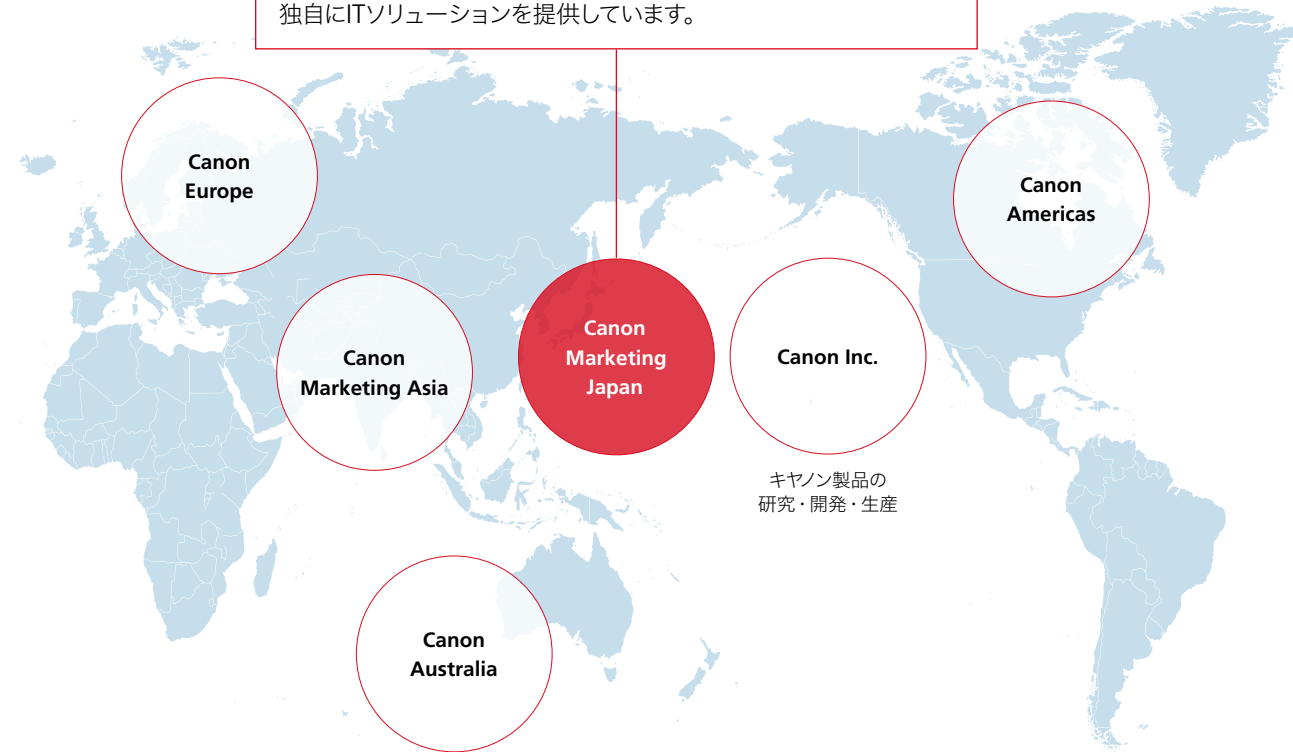 独自にITソリューションを提供しています。
Canon
Europe
Canon
Americas
Canon
Marketing Asia
Canon
Marketing
Japan
Canon Inc.
キヤノン製品の
研究・開発・生産
Canon
Australia